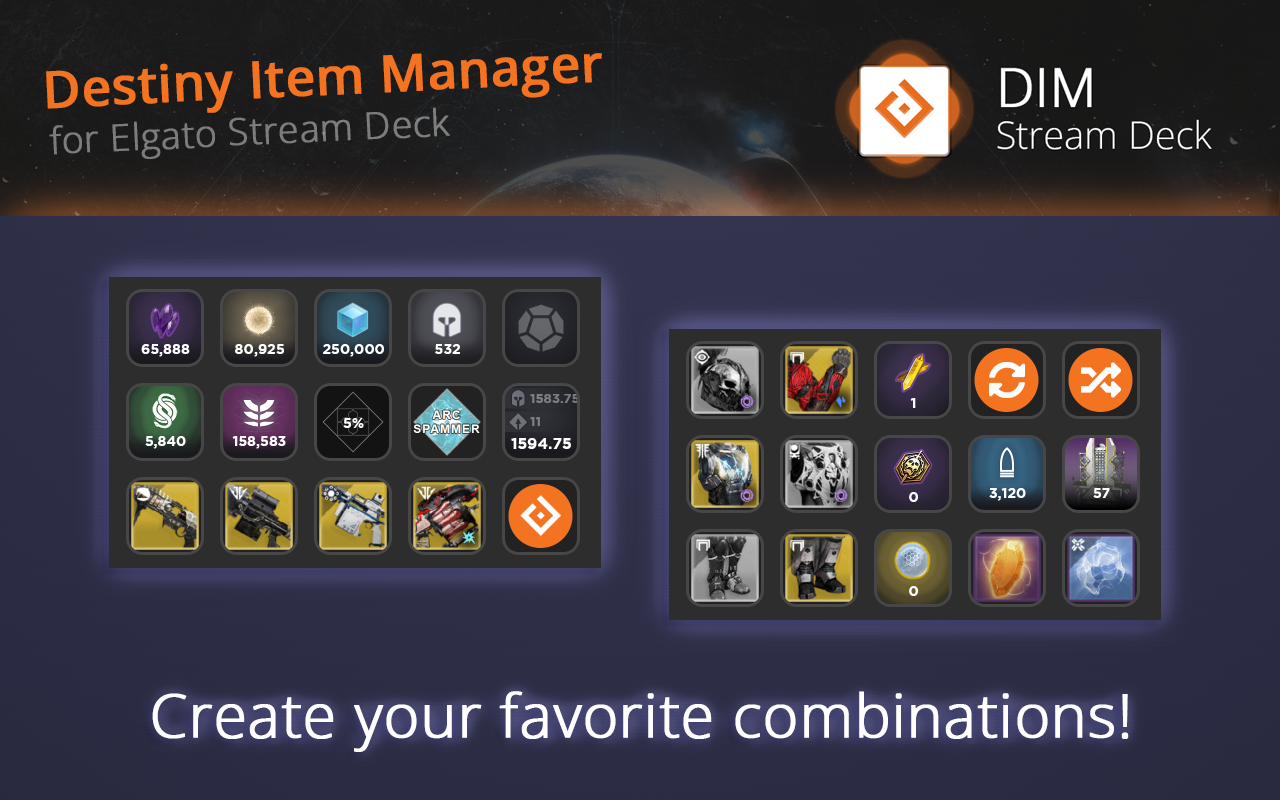 Destiny Item Manager
for Elgato Stream Deck
DIM
Stream Deck
65,888
80,925
250,000
532
5,840
158,583
5%
ARC
SPAMMER
1583.75
11
1594.75
1
0
3,120
57
0
Create your favorite combinations!